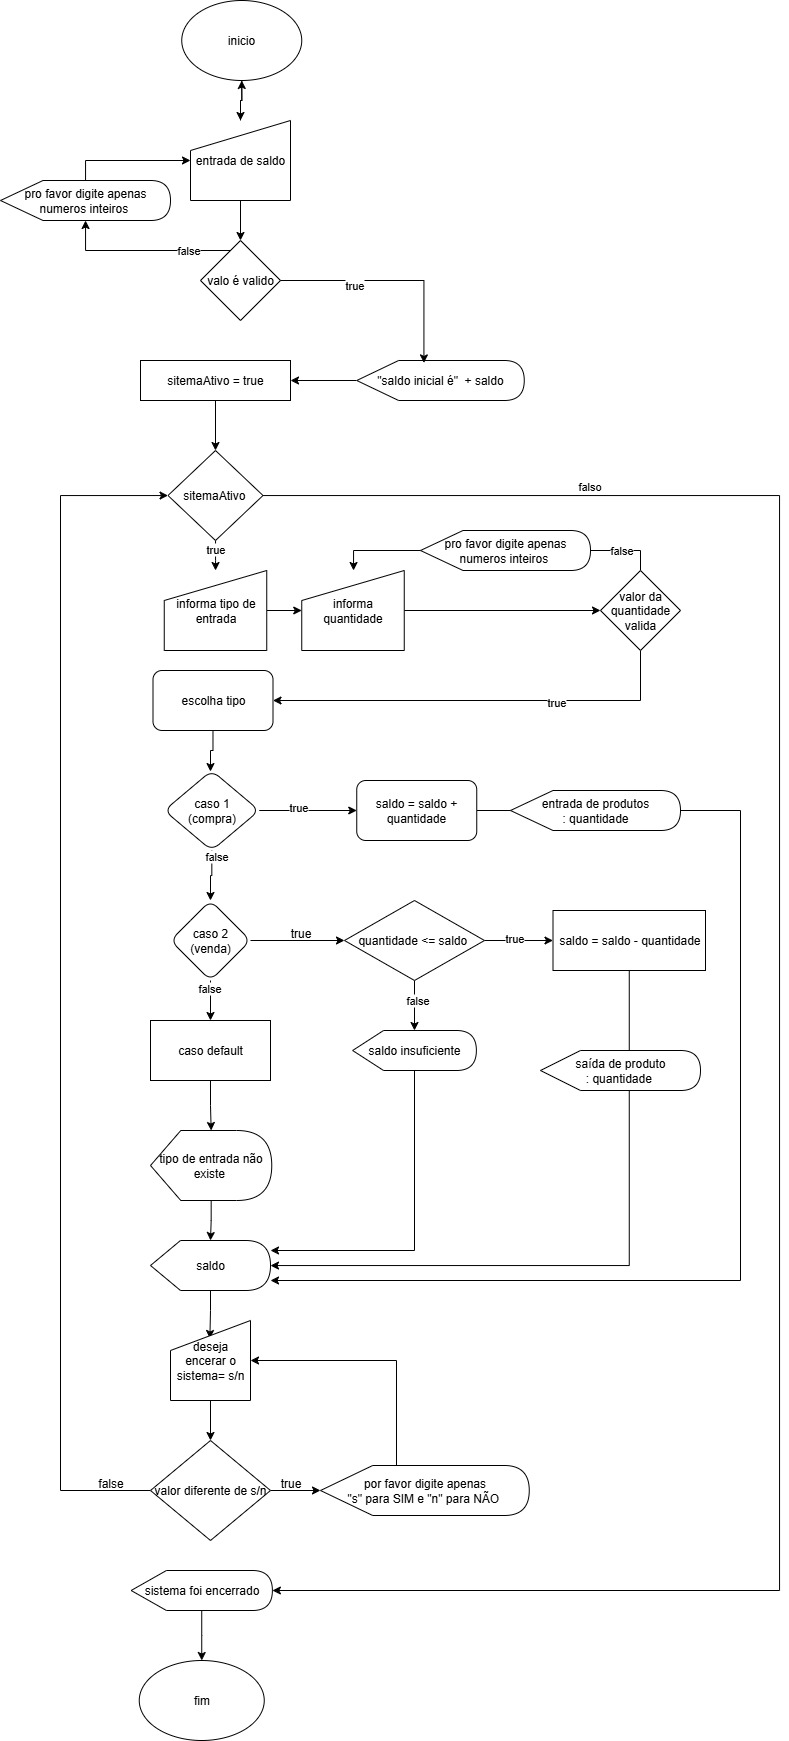 inicio
entrada de saldo
pro favor digite apenas
numeros inteiros
false
valo é valido
true
sitemaAtivo = true
"saldo inicial é"  + saldo
sitemaAtivo
falso
true
pro favor digite apenas
numeros inteiros
false
informa tipo de
entrada
informa
quantidade
valor da
quantidade
valida
escolha tipo
true
caso 1
(compra)
true
saldo = saldo +
quantidade
entrada de produtos
: quantidade
false
caso 2
(venda)
true
quantidade <= saldo
true
saldo = saldo - quantidade
false
false
caso default
saldo insuficiente
saída de produto
: quantidade
tipo de entrada não
existe
saldo
deseja
encerar o
sistema= s/n
false
valor diferente de s/n
true
por favor digite apenas
"s" para SIM e "n" para NÃO
sistema foi encerrado
fim